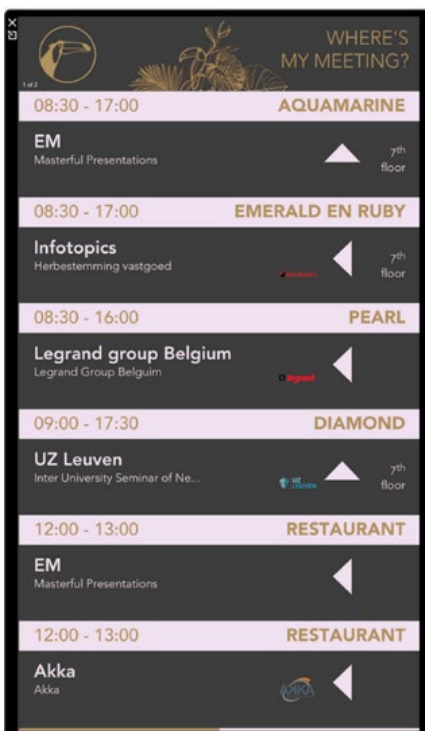 WHERE'S
MY MEETING?
1 of 2
08:30 - 17:00 AQUAMARINE
EM
Masterful Presentations
7th
floor
08:30 - 17:00 EMERALD EN RUBY
Infotopics
Herbestemming vastgoed
7th
floor
08:30 - 16:00 PEARL
Legrand group Belgium
Legrand Group Belguim
legrand
09:00 - 17:30 DIAMOND
UZ Leuven
Inter University Seminar of Ne...
UZ
LEUVEN
7th
floor
12:00 - 13:00 RESTAURANT
EM
Masterful Presentations
12:00 - 13:00 RESTAURANT
Akka
Akka
AKKA